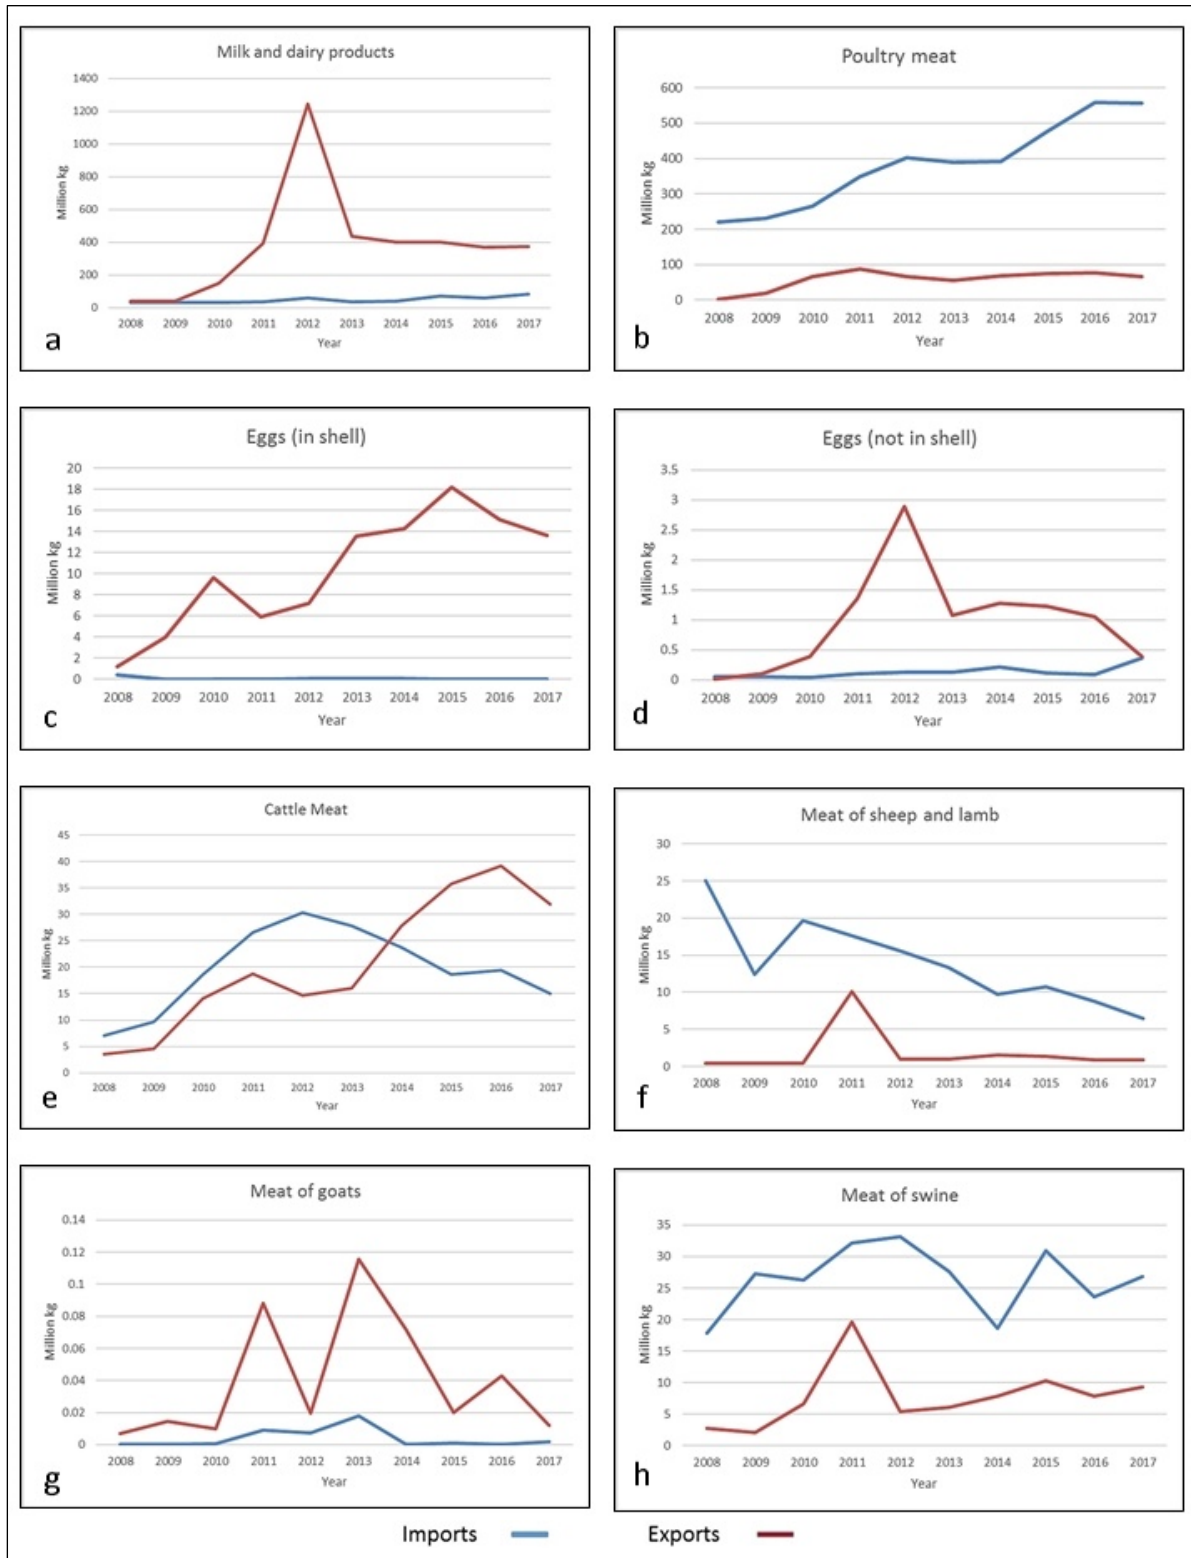 Milk and dairy products
1400
1200
1000
800
600
400
200
0
Million kg
2008 2009 2010 2011 2012 2013 2014 2015 2016 2017
Year
a
Poultry meat
600
500
400
300
200
100
0
Million kg
2008 2009 2010 2011 2012 2013 2014 2015 2016 2017
Year
b
Eggs (in shell)
20
18
16
14
12
10
8
6
4
2
0
Million kg
2008 2009 2010 2011 2012 2013 2014 2015 2016 2017
Year
c
Eggs (not in shell)
3.5
3
2.5
2
1.5
1
0.5
0
Million kg
2008 2009 2010 2011 2012 2013 2014 2015 2016 2017
Year
d
Cattle Meat
45
40
35
30
25
20
15
10
5
0
Million kg
2008 2009 2010 2011 2012 2013 2014 2015 2016 2017
Year
e
Meat of sheep and lamb
30
25
20
15
10
5
0
Million kg
2008 2009 2010 2011 2012 2013 2014 2015 2016 2017
Year
f
Meat of goats
0.14
0.12
0.1
0.08
0.06
0.04
0.02
0
Million kg
2008 2009 2010 2011 2012 2013 2014 2015 2016 2017
Year
g
Meat of swine
35
30
25
20
15
10
5
0
Million kg
2008 2009 2010 2011 2012 2013 2014 2015 2016 2017
Year
h
Imports Exports